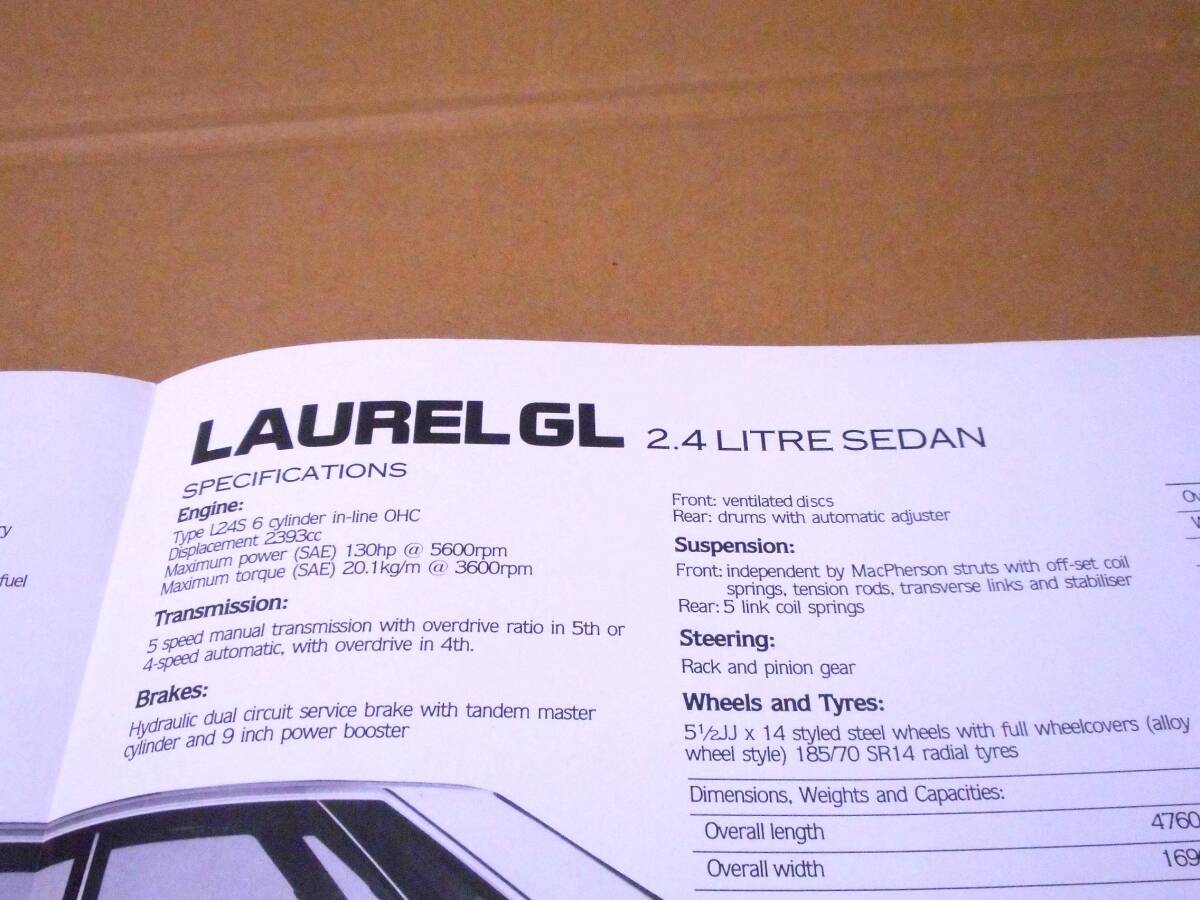 ry
fuel
LAUREL GL 2.4 LITRE SEDAN
SPECIFICATIONS
Engine:
Type L24S 6 cylinder in-line OHC
Displacement 2393cc
Maximum power (SAE) 130hp @ 5600rpm
Maximum torque (SAE) 20.1kg/m @ 3600rpm
Transmission:
5 speed manual transmission with overdrive ratio in 5th or
4-speed automatic, with overdrive in 4th.
Brakes:
Hydraulic dual circuit service brake with tandem master
cylinder and 9 inch power booster
Front: ventilated discs
Rear: drums with automatic adjuster
Suspension:
Front: independent by MacPherson struts with off-set coil
springs, tension rods, transverse links and stabiliser
Rear: 5 link coil springs
Steering:
Rack and pinion gear
Wheels and Tyres:
5½JJ x 14 styled steel wheels with full wheelcovers (alloy
wheel style) 185/70 SR14 radial tyres
Dimensions, Weights and Capacities:
Overall length 4760
Overall width 169